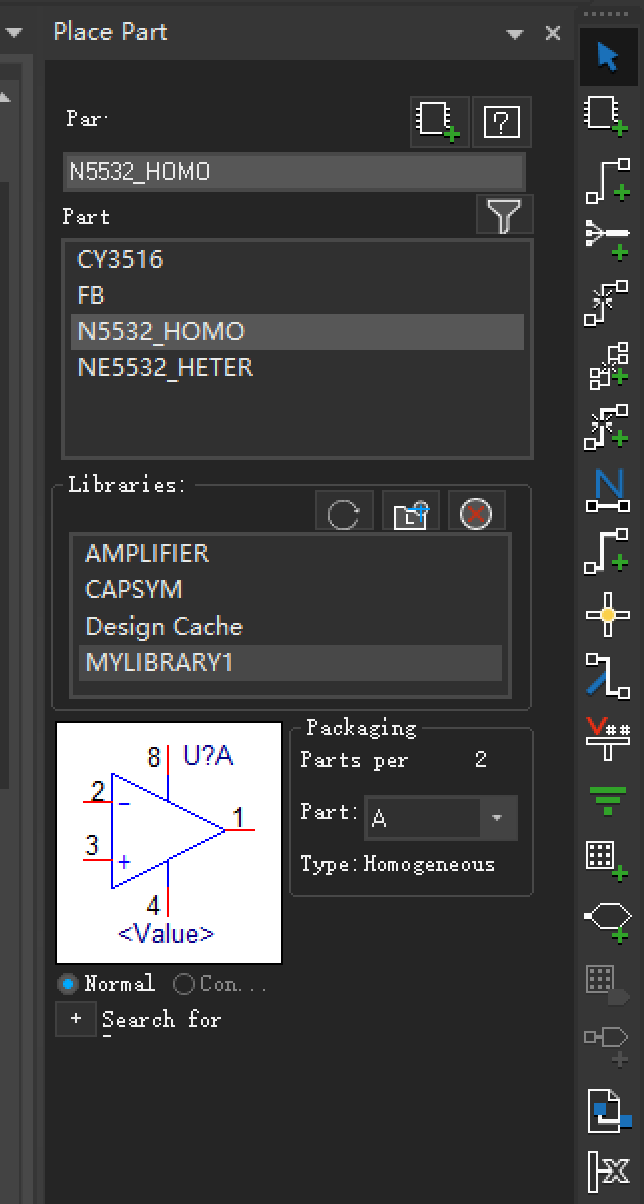 Place Part
Par
N5532_HOMO
Part
CY3516
FB
N5532_HOMO
NE5532_HETER
Libraries:
AMPLIFIER
CAPSYM
Design Cache
MYLIBRARY1
8 U?A
2
-
1
3
+
4
<Value>
Packaging
Parts per 2
Part: A
Type: Homogeneous
Normal Con...
+ Search for
N
V##